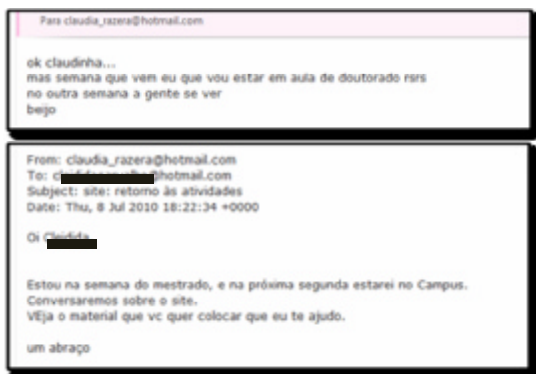 Para claudia_razera@hotmail.com
ok claudinha...
mas semana que vem eu que vou estar em aula de doutorado rsrs
no outra semana a gente se ver
beijo
From: claudia_razera@hotmail.com
To: hotmail.com
Subject: site: retorno às atividades
Date: Thu, 8 Jul 2010 18:22:34 +0000
Oi
Estou na semana do mestrado, e na próxima segunda estarei no Campus.
Conversaremos sobre o site.
VEja o material que vc quer colocar que eu te ajudo.
um abraço